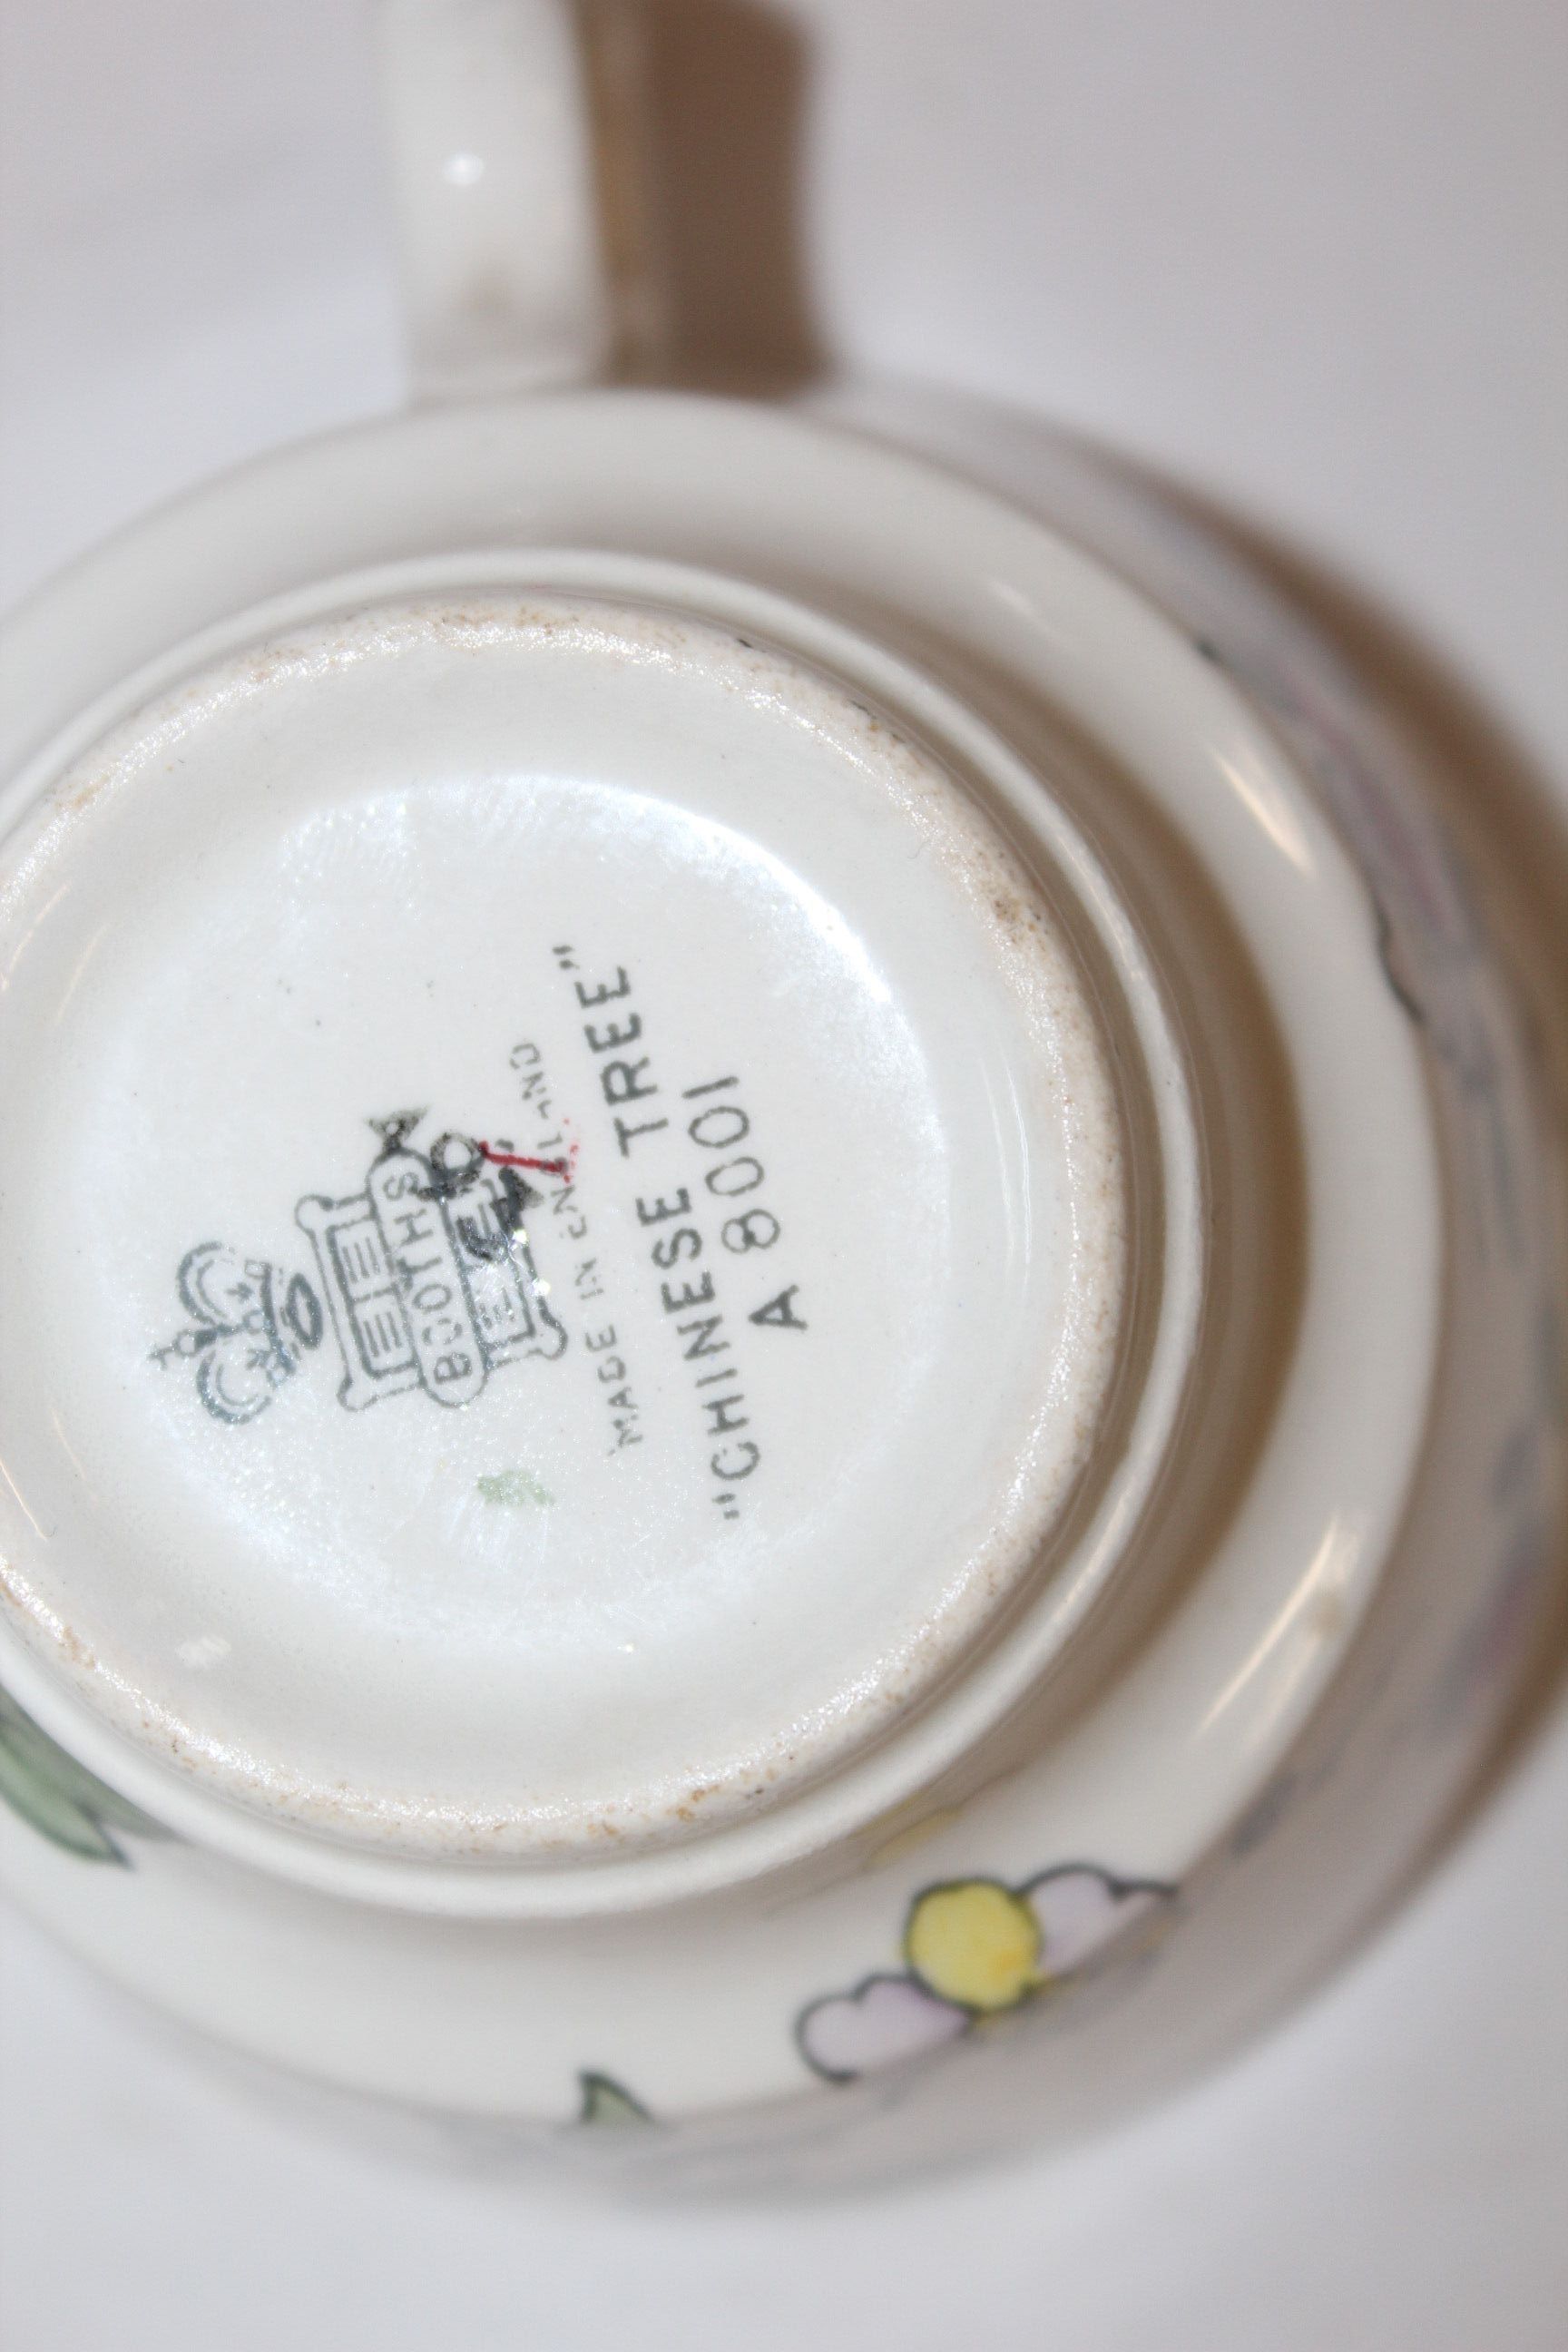 BOOTHS
MADE IN ENGLAND
"CHINESE TREE"
A 8001